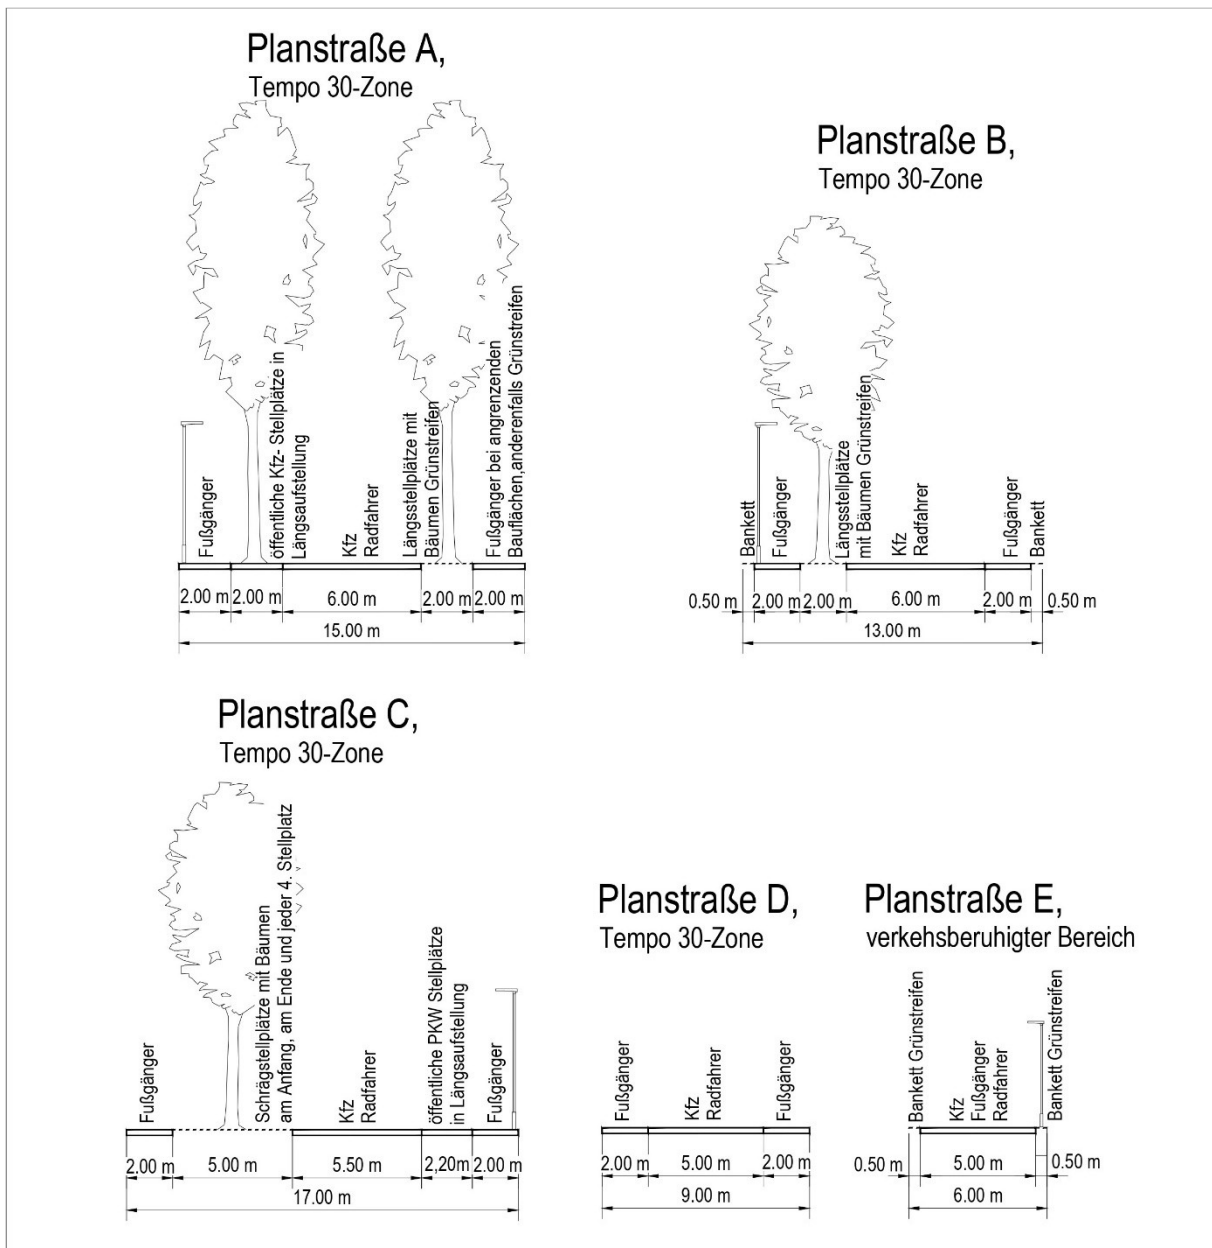 Planstraße A,
Tempo 30-Zone
Fußgänger
öffentliche Kfz- Stellplätze in
Längsaufstellung
Kfz
Radfahrer
Längsstellplätze mit
Bäumen Grünstreifen
Fußgänger bei angrenzenden
Bauflächen,anderenfalls Grünstreifen
2.00 m
2.00 m
6.00 m
2.00 m
2.00 m
15.00 m
Planstraße B,
Tempo 30-Zone
Bankett
Fußgänger
Längsstellplätze
mit Bäumen Grünstreifen
Kfz
Radfahrer
Fußgänger
Bankett
0.50 m
2.00 m
2.00 m
6.00 m
2.00 m
0.50 m
13.00 m
Planstraße C,
Tempo 30-Zone
Fußgänger
Schrägstellplätze mit Bäumen
am Anfang, am Ende und jeder 4. Stellplatz
Kfz
Radfahrer
öffentliche PKW Stellplätze
in Längsaufstellung
Fußgänger
2.00 m
5.00 m
5.50 m
2,20m
2.00 m
17.00 m
Planstraße D,
Tempo 30-Zone
Fußgänger
Kfz
Radfahrer
Fußgänger
2.00 m
5.00 m
2.00 m
9.00 m
Planstraße E,
verkehsberuhigter Bereich
Bankett Grünstreifen
Kfz
Fußgänger
Radfahrer
Bankett Grünstreifen
0.50 m
5.00 m
0.50 m
6.00 m